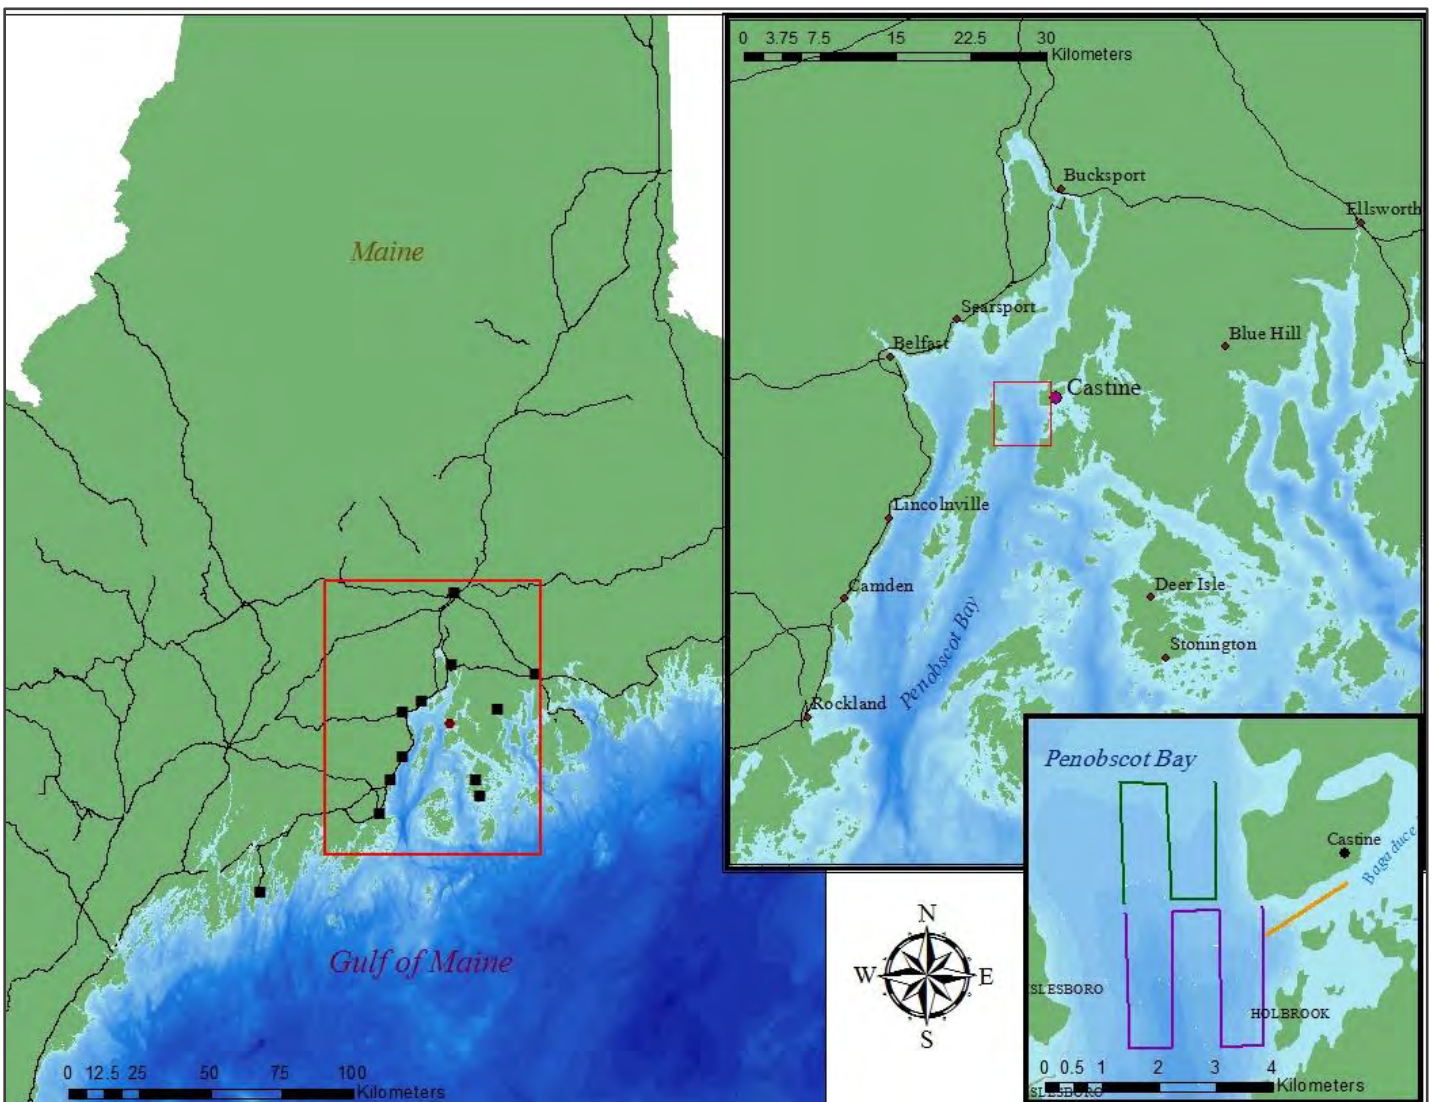 Maine
Gulf of Maine
0 12.5 25 50 75 100
Kilometers
0 3.75 7.5 15 22.5 30
Kilometers
Bucksport
Ellsworth
Searsport
Belfast
Blue Hill
Castine
Lincolnville
Camden
Deer Isle
Stonington
Penobscot Bay
Rockland
N
W E
S
Penobscot Bay
Castine
Bagaduce
SLESBORO
HOLBROOK
0 0.5 1 2 3 4
Kilometers
SLESBORO